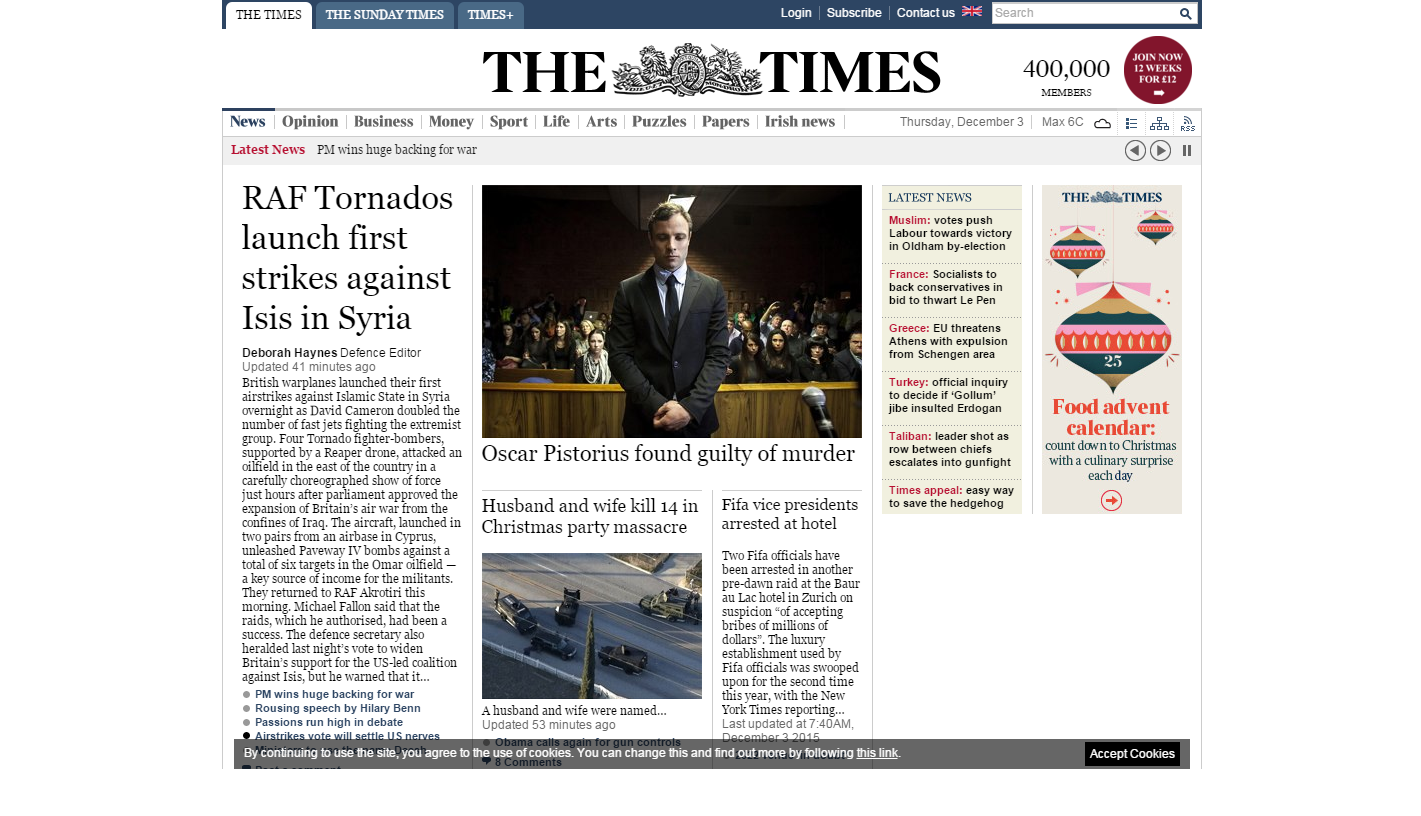 THE TIMES
THE SUNDAY TIMES
TIMES+
Login
Subscribe
Contact us
Search
THE TIMES
400,000
MEMBERS
JOIN NOW
12 WEEKS
FOR £12
News
Opinion
Business
Money
Sport
Life
Arts
Puzzles
Papers
Irish news
Thursday, December 3
Max 6C
RSS
Latest News PM wins huge backing for war
RAF Tornados
launch first
strikes against
Isis in Syria
Deborah Haynes Defence Editor
Updated 41 minutes ago
British warplanes launched their first
airstrikes against Islamic State in Syria
overnight as David Cameron doubled the
number of fast jets fighting the extremist
group. Four Tornado fighter-bombers,
supported by a Reaper drone, attacked an
oilfield in the east of the country in a
carefully choreographed show of force
just hours after parliament approved the
expansion of Britain's air war from the
confines of Iraq. The aircraft, launched in
two pairs from an airbase in Cyprus,
unleashed Paveway IV bombs against a
total of six targets in the Omar oilfield —
a key source of income for the militants.
They returned to RAF Akrotiri this
morning. Michael Fallon said that the
raids, which he authorised, had been a
success. The defence secretary also
heralded last night's vote to widen
Britain's support for the US-led coalition
against Isis, but he warned that it...
PM wins huge backing for war
Rousing speech by Hilary Benn
Passions run high in debate
Airstrikes vote will settle US nerves
Post a comment
Oscar Pistorius found guilty of murder
Husband and wife kill 14 in
Christmas party massacre
A husband and wife were named...
Updated 53 minutes ago
Obama calls again for gun controls
8 Comments
Fifa vice presidents
arrested at hotel
Two Fifa officials have
been arrested in another
pre-dawn raid at the Baur
au Lac hotel in Zurich on
suspicion “of accepting
bribes of millions of
dollars”. The luxury
establishment used by
Fifa officials was swooped
upon for the second time
this year, with the New
York Times reporting...
Last updated at 7:40AM,
December 3 2015
LATEST NEWS
Muslim: votes push
Labour towards victory
in Oldham by-election
France: Socialists to
back conservatives in
bid to thwart Le Pen
Greece: EU threatens
Athens with expulsion
from Schengen area
Turkey: official inquiry
to decide if ‘Gollum’
jibe insulted Erdogan
Taliban: leader shot as
row between chiefs
escalates into gunfight
Times appeal: easy way
to save the hedgehog
THE TIMES
25
Food advent
calendar:
count down to Christmas
with a culinary surprise
each day
By continuing to use the site, you agree to the use of cookies. You can change this and find out more by following this link.
Accept Cookies